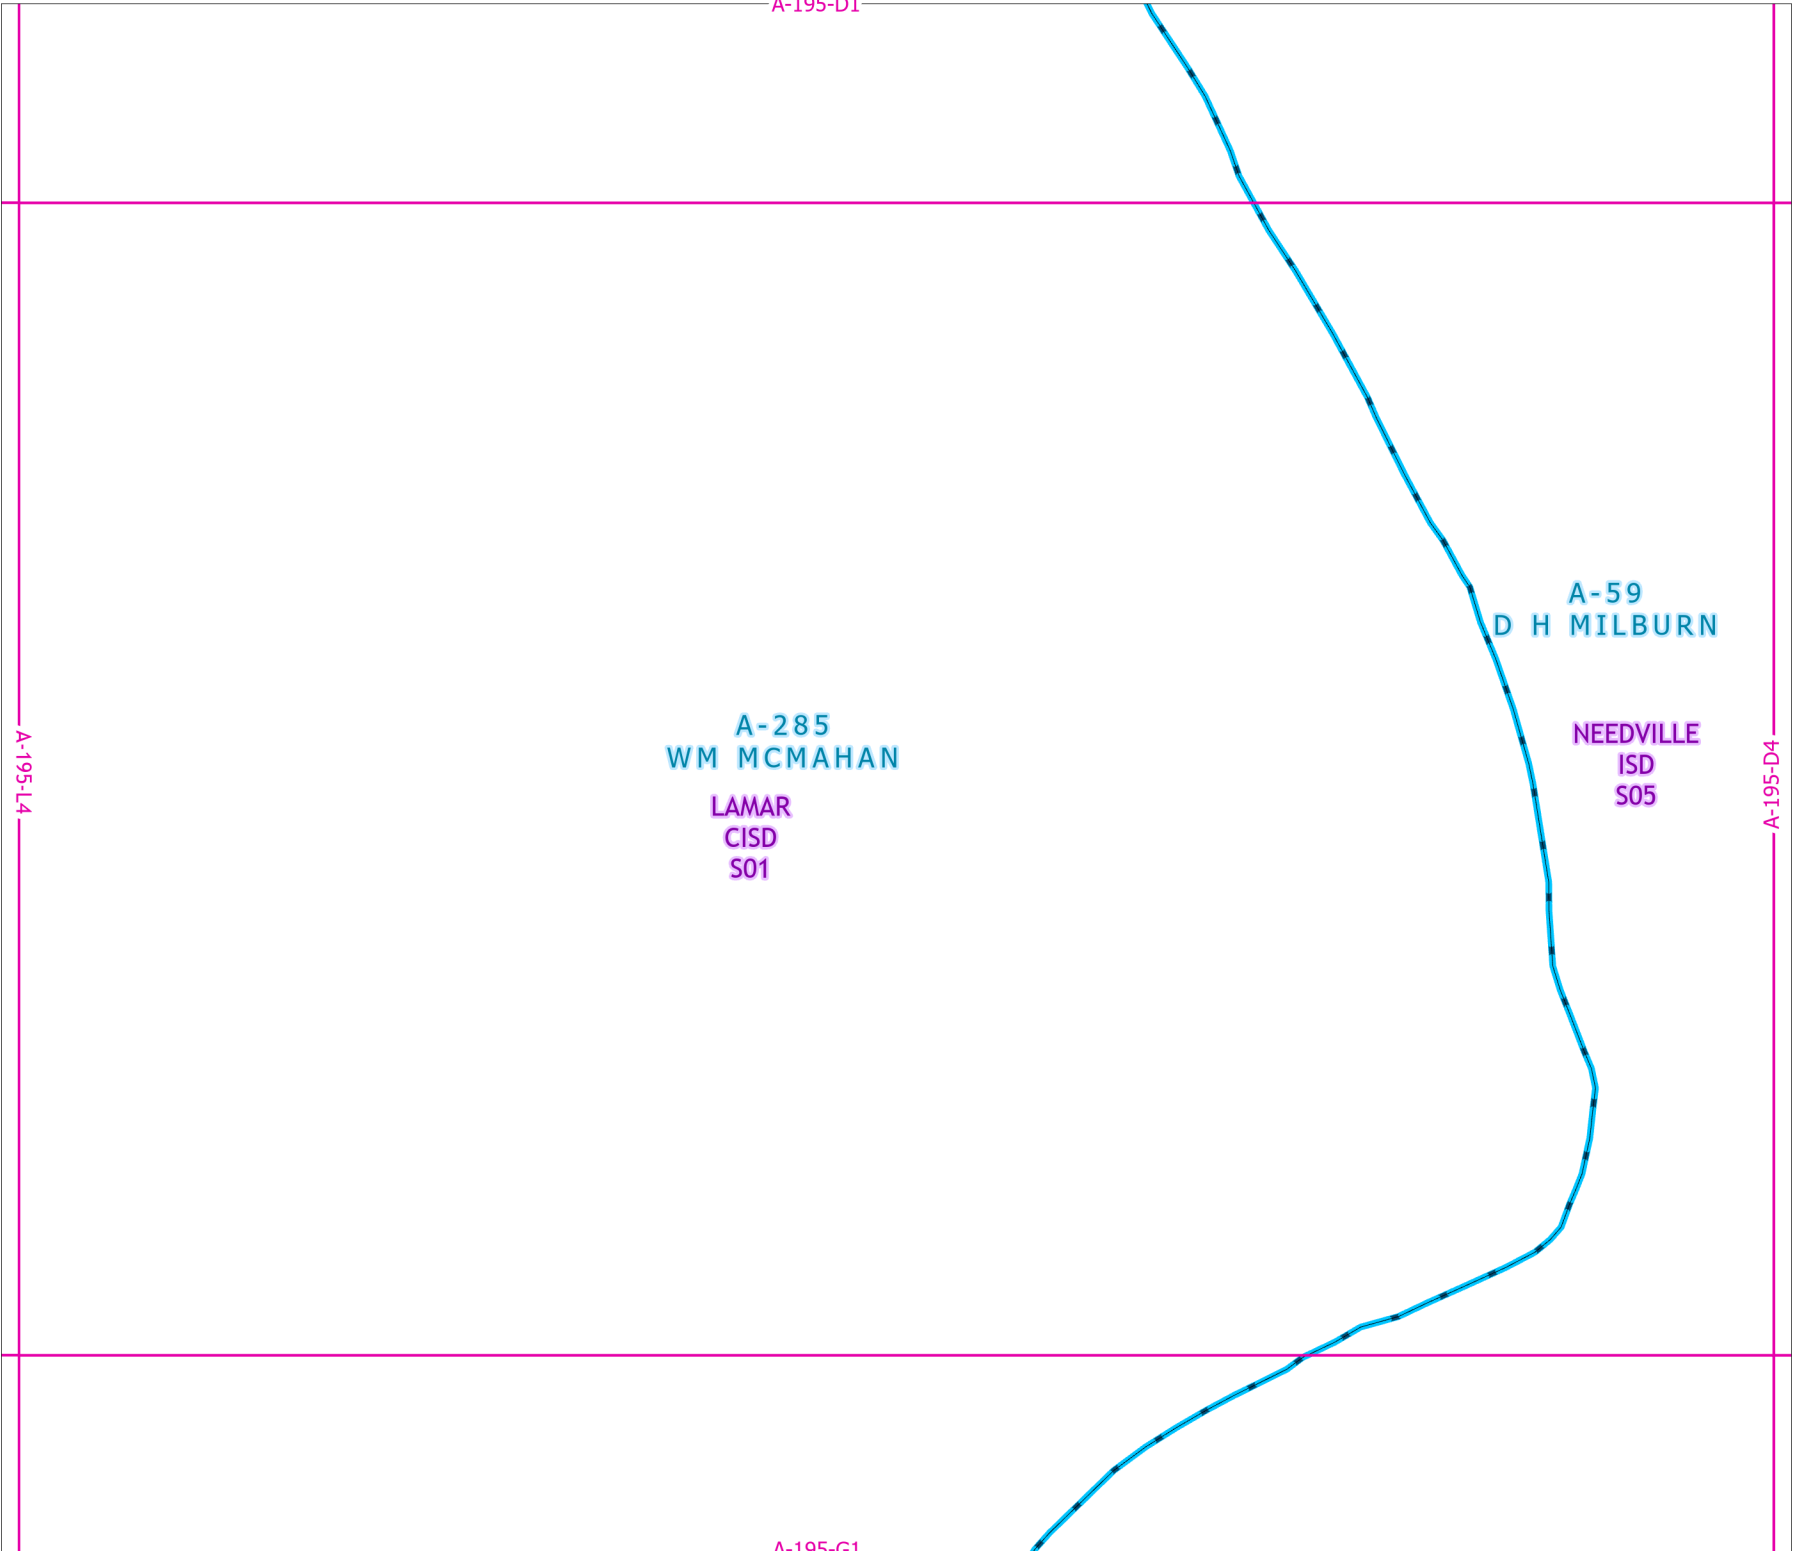 A-195-D1
A-59
D H MILBURN
A-285
WM MCMAHAN
NEEDVILLE
ISD
S05
LAMAR
CISD
S01
A-195-L4
A-195-D4
A-195-G1